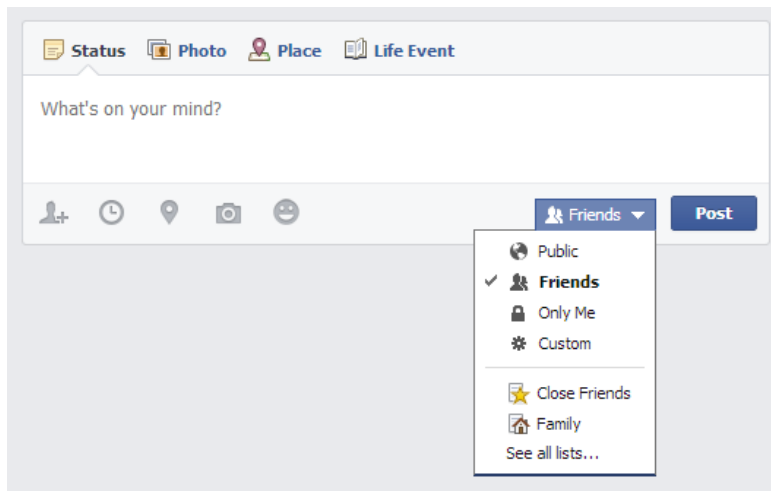 Status Photo Place Life Event
What's on your mind?
Friends Post
Public
Friends
Only Me
Custom
Close Friends
Family
See all lists...